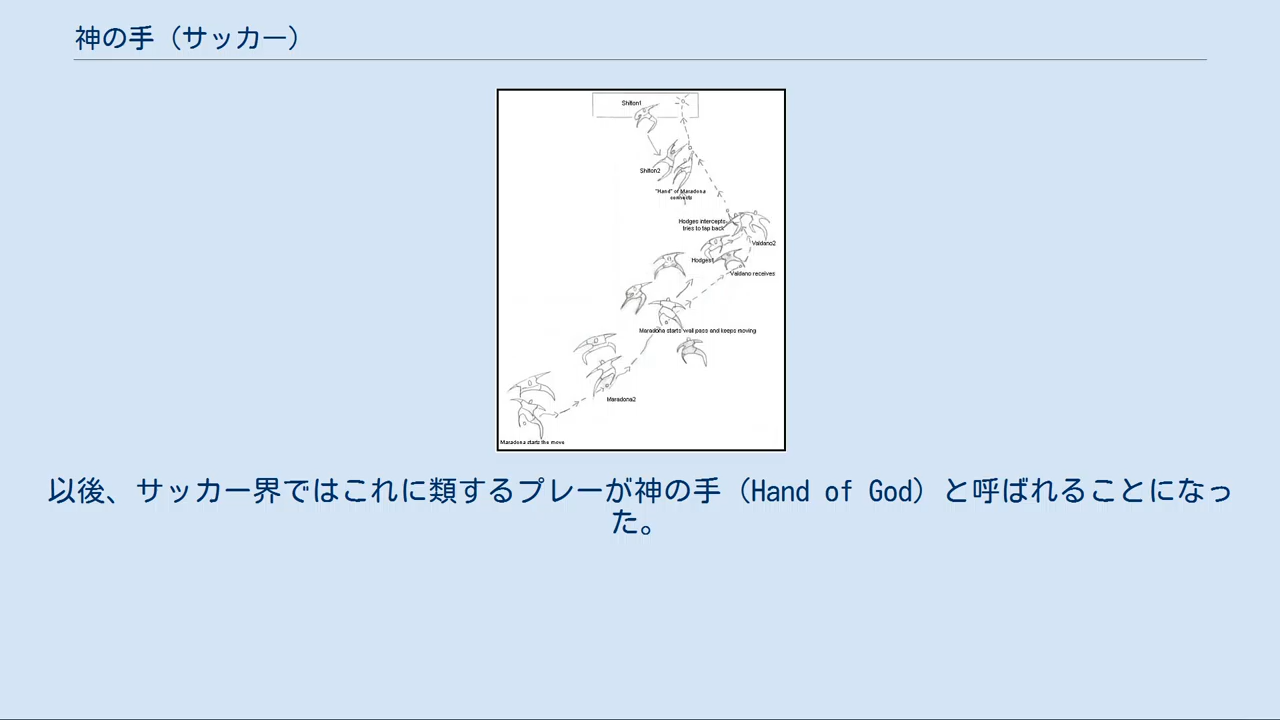 神の手（サッカー）
Shilton1
Shilton2
"Hand" of Maradona
connects
Hodges intercepts
tries to tap back
Valdano2
Hodges1
Valdano receives
Maradona starts wall pass and keeps moving
Maradona2
Maradona starts the move
以後、サッカー界ではこれに類するプレーが神の手（Hand of God）と呼ばれることになっ
た。